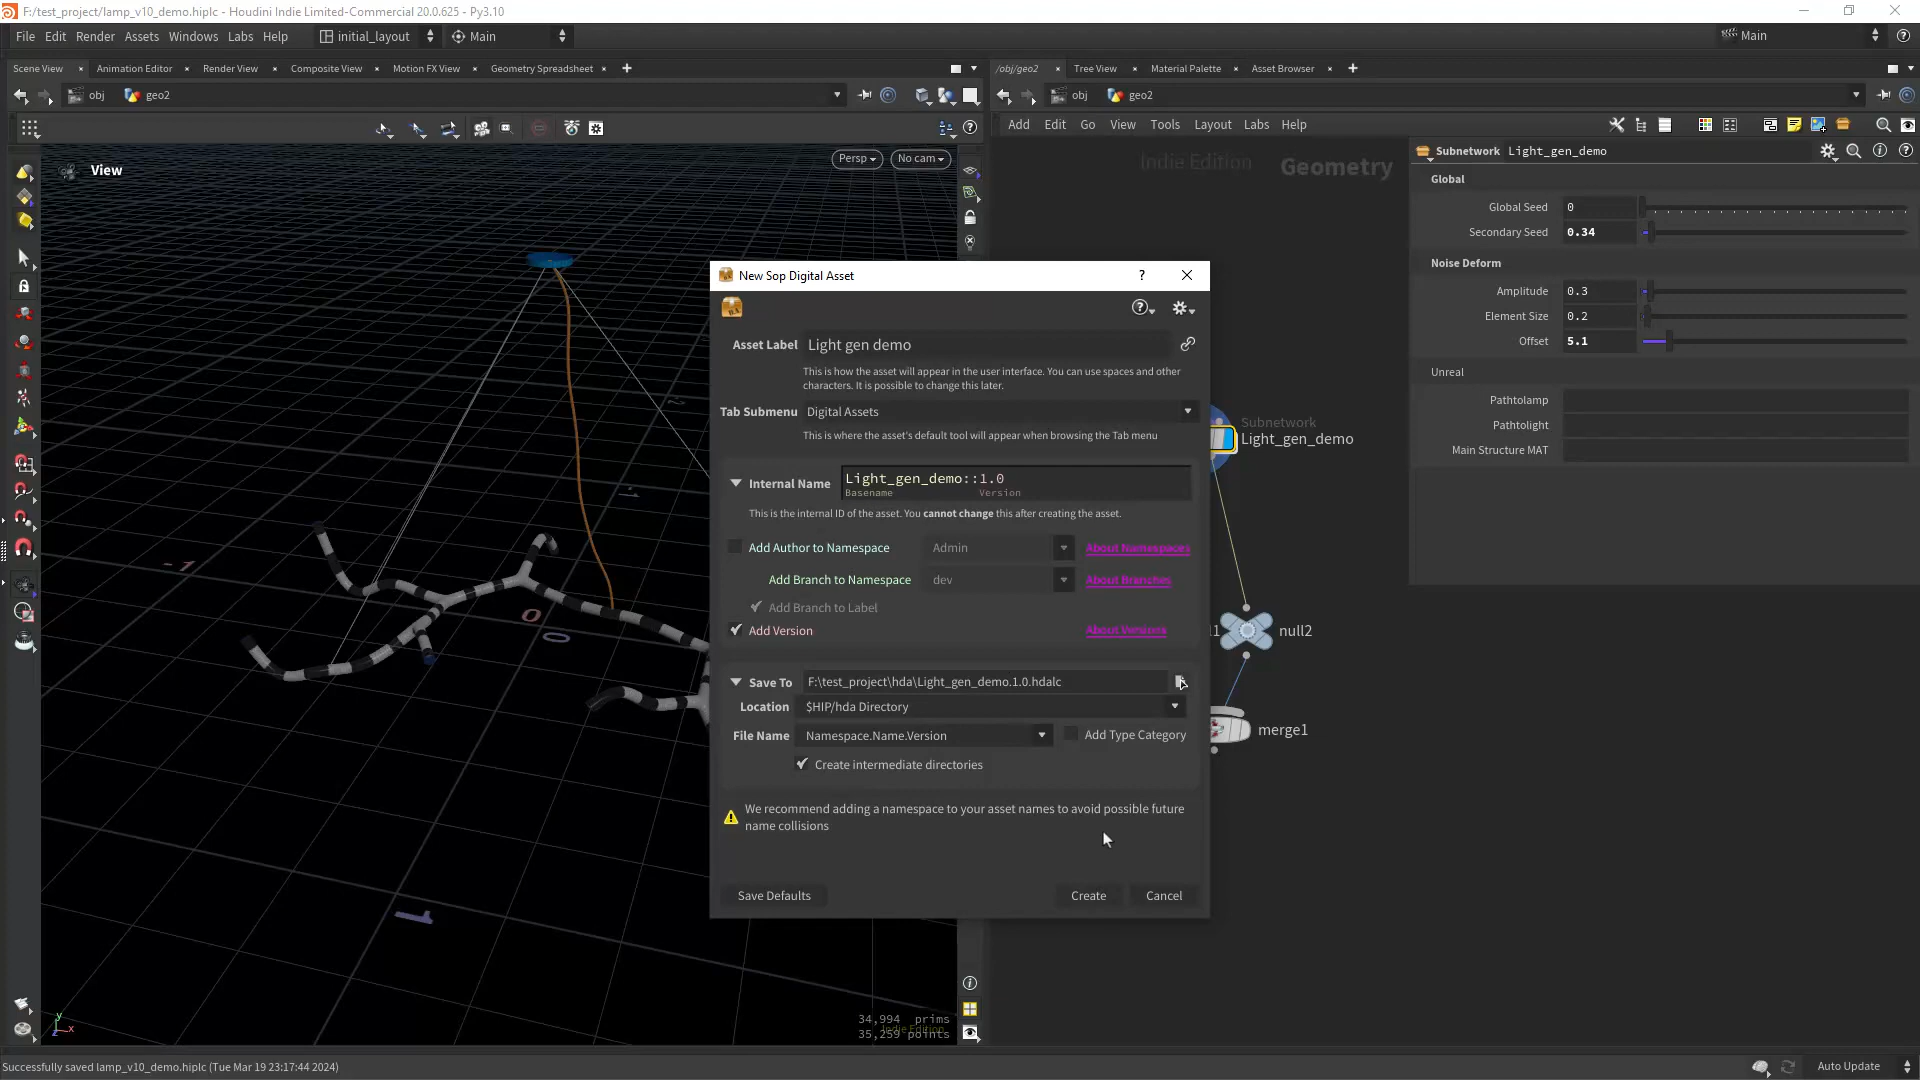 F:/test_project/lamp_v10_demo.hiplc - Houdini Indie Limited-Commercial 20.0.625 - Py3.10
File Edit Render Assets Windows Labs Help initial_layout Main Main
Scene View Animation Editor Render View Composite View Motion FX View Geometry Spreadsheet
/obj/geo2 Tree View Material Palette Asset Browser
obj geo2
obj geo2
Add Edit Go View Tools Layout Labs Help
View Persp No cam
Indie Edition Geometry
Subnetwork Light_gen_demo
Global
Global Seed 0
Secondary Seed 0.34
Noise Deform
Amplitude 0.3
Element Size 0.2
Offset 5.1
Unreal
Pathtolamp
Pathtolight
Main Structure MAT
New Sop Digital Asset
Asset Label Light gen demo
This is how the asset will appear in the user interface. You can use spaces and other
characters. It is possible to change this later.
Tab Submenu Digital Assets
This is where the asset's default tool will appear when browsing the Tab menu
Internal Name Light_gen_demo::1.0
Basename Version
This is the internal ID of the asset. You cannot change this after creating the asset.
Add Author to Namespace Admin About Namespaces
Add Branch to Namespace dev About Branches
Add Branch to Label
Add Version About Versions
Save To F:\test_project\hda\Light_gen_demo.1.0.hdalc
Location $HIP/hda Directory
File Name Namespace.Name.Version Add Type Category
Create intermediate directories
We recommend adding a namespace to your asset names to avoid possible future
name collisions
Save Defaults Create Cancel
Subnetwork
Light_gen_demo
null2
merge1
-1
0
0
1
y
z x
34,994 prims
Indie Edition
35,259 points
Successfully saved lamp_v10_demo.hiplc (Tue Mar 19 23:17:44 2024)
Auto Update